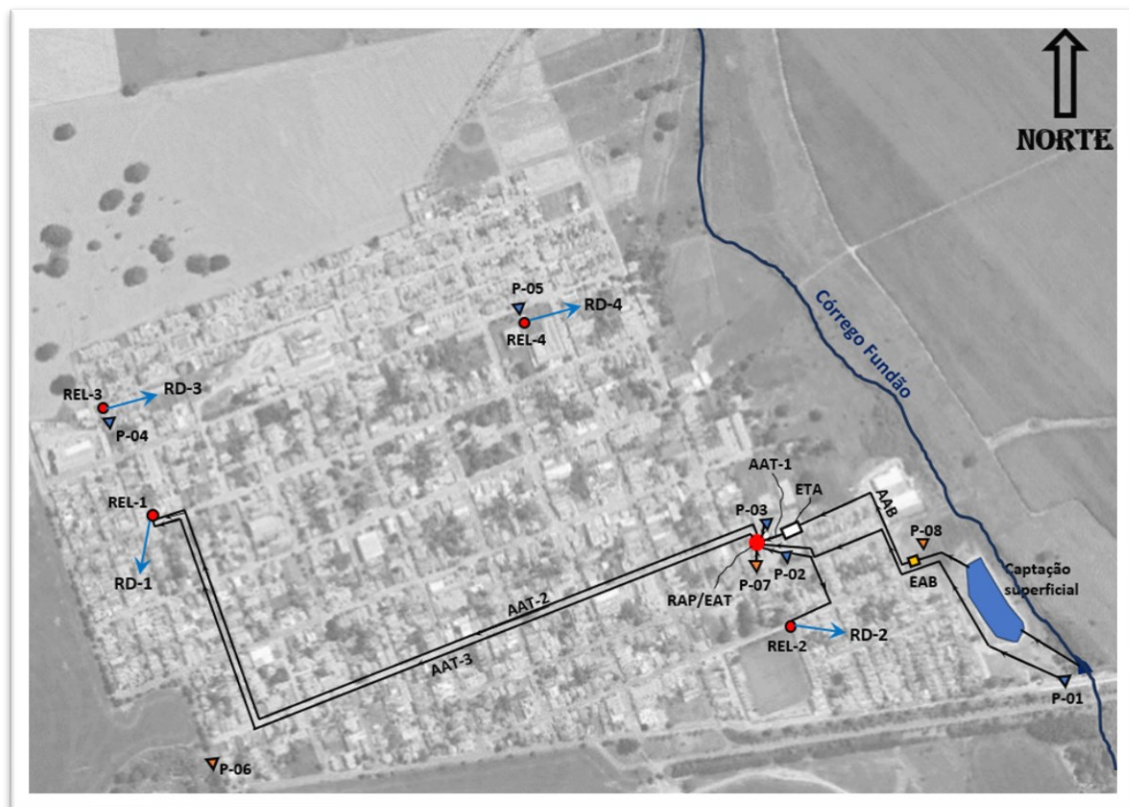 NORTE
P-05
RD-4
REL-4
Córrego Fundão
REL-3
RD-3
P-04
AAT-1
ETA
REL-1
P-03
AAB
P-08
RD-1
P-02
P-07
EAB
Captação
superficial
RAP/EAT
AAT-2
REL-2
RD-2
AAT-3
P-01
P-06